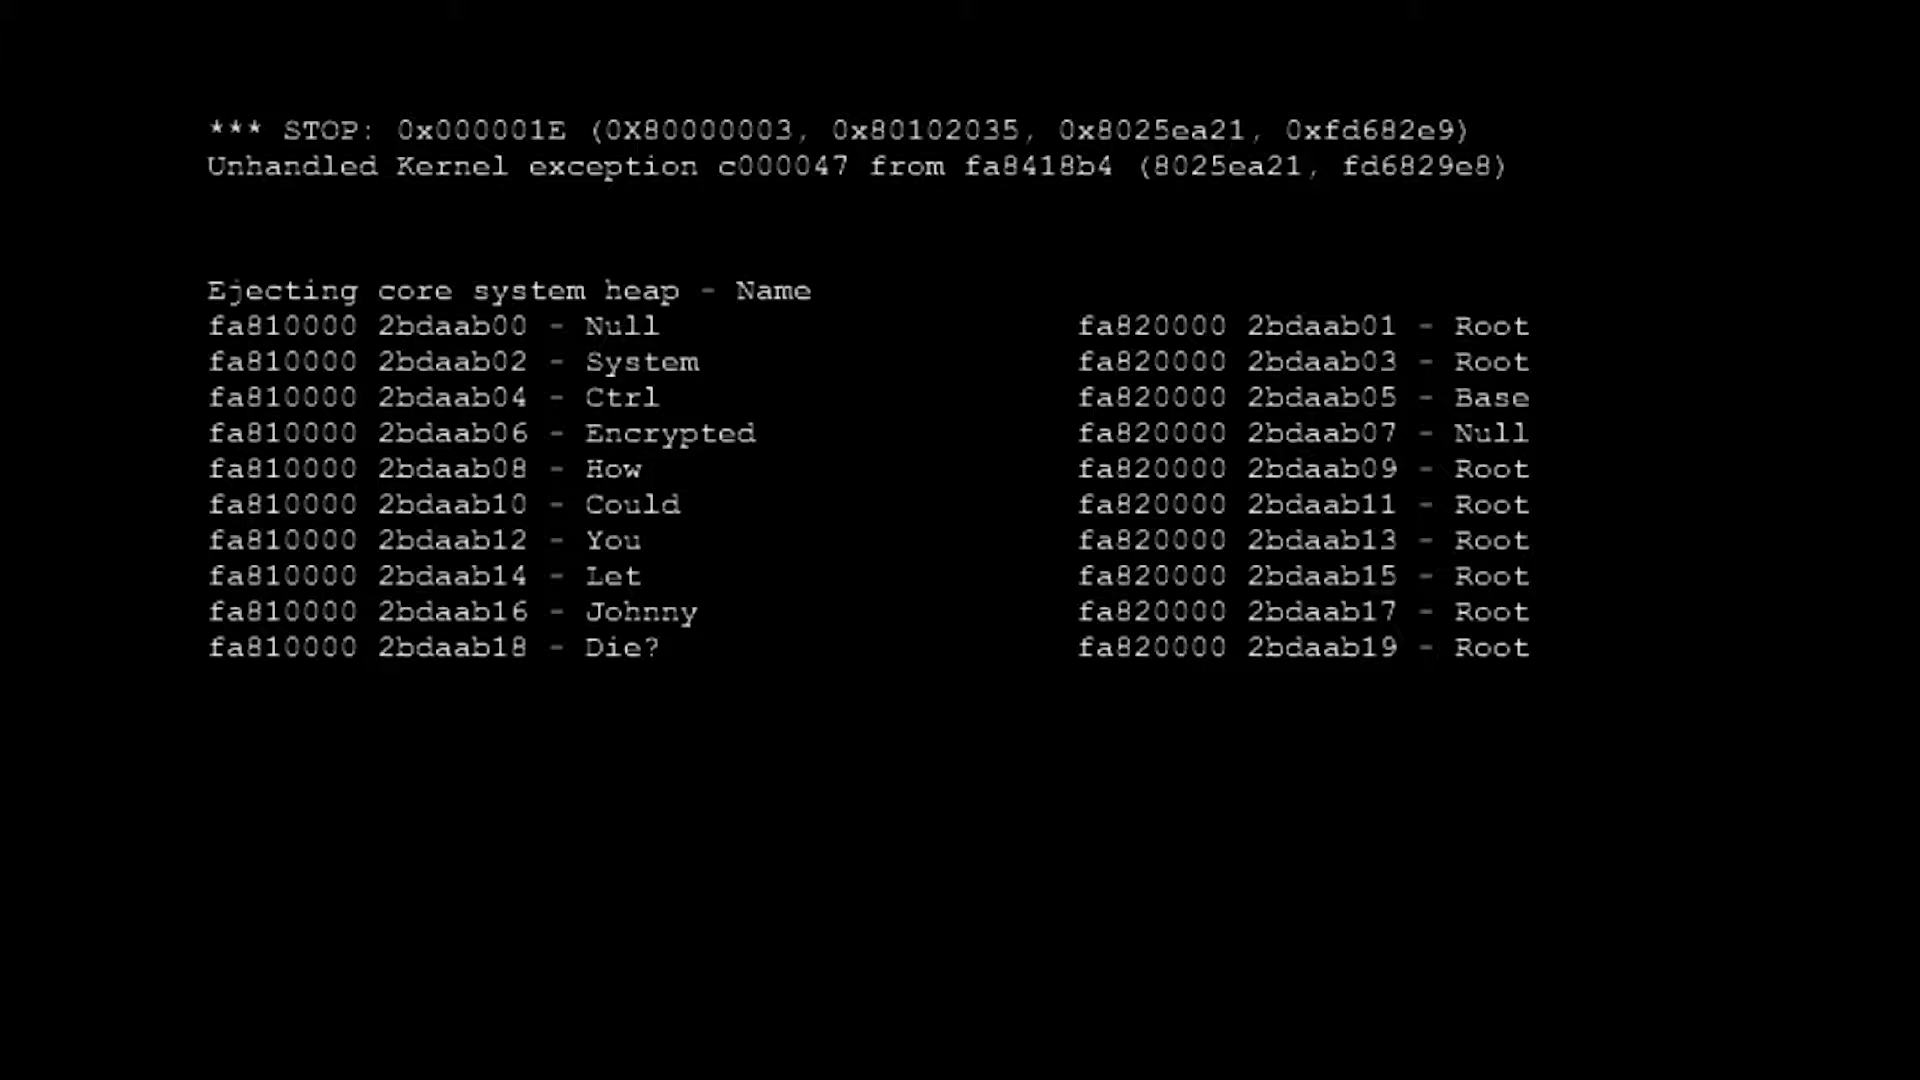 *** STOP: 0x000001E (0X80000003, 0x80102035, 0x8025ea21, 0xfd682e9)
Unhandled Kernel exception c000047 from fa8418b4 (8025ea21, fd6829e8)
Ejecting core system heap - Name
fa810000 2bdaab00 - Null fa820000 2bdaab01 - Root
fa810000 2bdaab02 - System fa820000 2bdaab03 - Root
fa810000 2bdaab04 - Ctrl fa820000 2bdaab05 - Base
fa810000 2bdaab06 - Encrypted fa820000 2bdaab07 - Null
fa810000 2bdaab08 - How fa820000 2bdaab09 - Root
fa810000 2bdaab10 - Could fa820000 2bdaab11 - Root
fa810000 2bdaab12 - You fa820000 2bdaab13 - Root
fa810000 2bdaab14 - Let fa820000 2bdaab15 - Root
fa810000 2bdaab16 - Johnny fa820000 2bdaab17 - Root
fa810000 2bdaab18 - Die? fa820000 2bdaab19 - Root